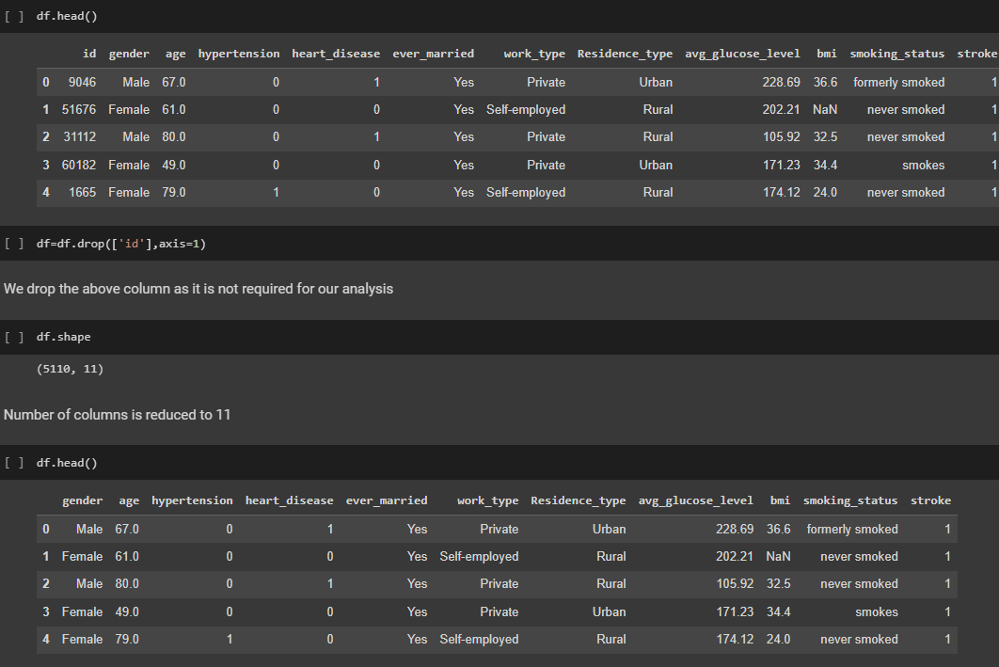 [ ] df.head()
id gender age hypertension heart_disease ever_married work_type Residence_type avg_glucose_level bmi smoking_status stroke
0 9046 Male 67.0 0 1 Yes Private Urban 228.69 36.6 formerly smoked 1
1 51676 Female 61.0 0 0 Yes Self-employed Rural 202.21 NaN never smoked 1
2 31112 Male 80.0 0 1 Yes Private Rural 105.92 32.5 never smoked 1
3 60182 Female 49.0 0 0 Yes Private Urban 171.23 34.4 smokes 1
4 1665 Female 79.0 1 0 Yes Self-employed Rural 174.12 24.0 never smoked 1
[ ] df=df.drop(['id'],axis=1)
We drop the above column as it is not required for our analysis
[ ] df.shape
(5110, 11)
Number of columns is reduced to 11
[ ] df.head()
gender age hypertension heart_disease ever_married work_type Residence_type avg_glucose_level bmi smoking_status stroke
0 Male 67.0 0 1 Yes Private Urban 228.69 36.6 formerly smoked 1
1 Female 61.0 0 0 Yes Self-employed Rural 202.21 NaN never smoked 1
2 Male 80.0 0 1 Yes Private Rural 105.92 32.5 never smoked 1
3 Female 49.0 0 0 Yes Private Urban 171.23 34.4 smokes 1
4 Female 79.0 1 0 Yes Self-employed Rural 174.12 24.0 never smoked 1